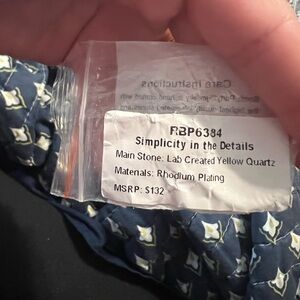 Care Instructions
RBP6384
Simplicity in the Details
Main Stone: Lab Created Yellow Quartz
Materials: Rhodium Plating
MSRP: $132